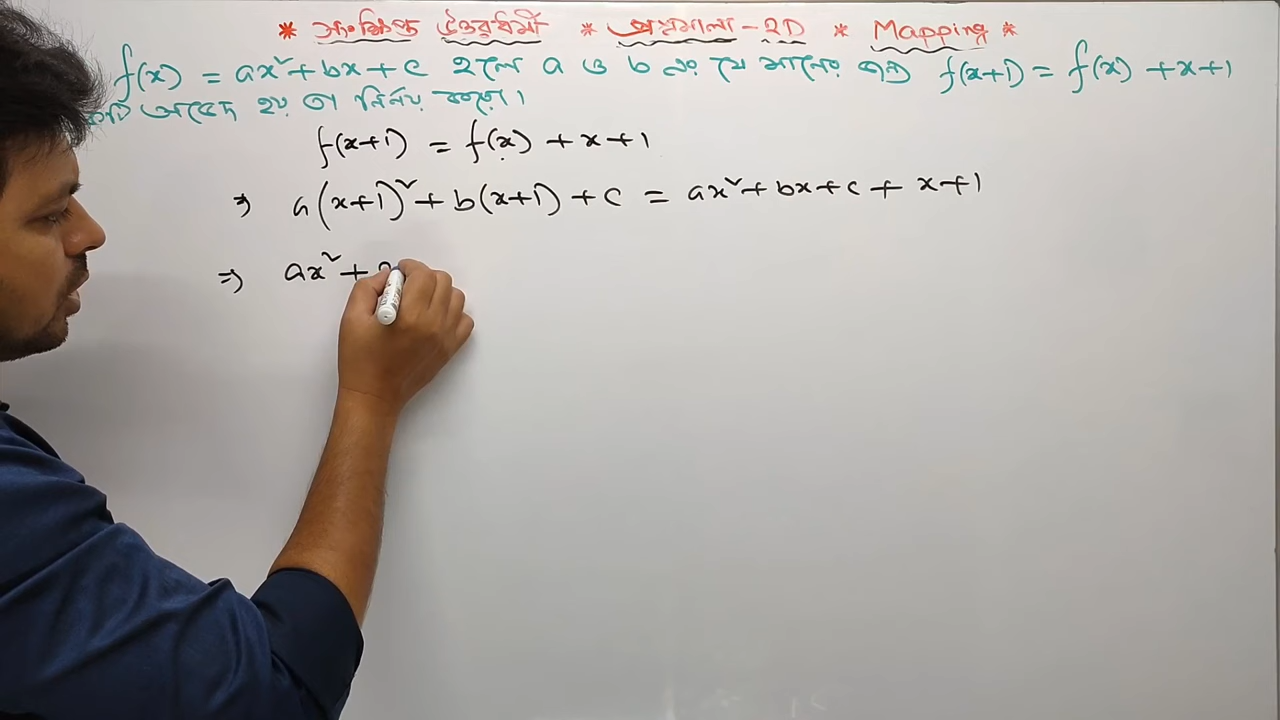 * সংক্ষিপ্ত উত্তরধর্মী * প্রশ্নমালা - 2D * Mapping *
f(x) = ax² + bx + c হলে a ও b এর যে মানের জন্য f(x+1) = f(x) + x + 1
অভেদ হয় তা নির্ণয় করো।
f(x+1) = f(x) + x + 1
⇒ a(x+1)² + b(x+1) + c = ax² + bx + c + x + 1
⇒ ax² + 2